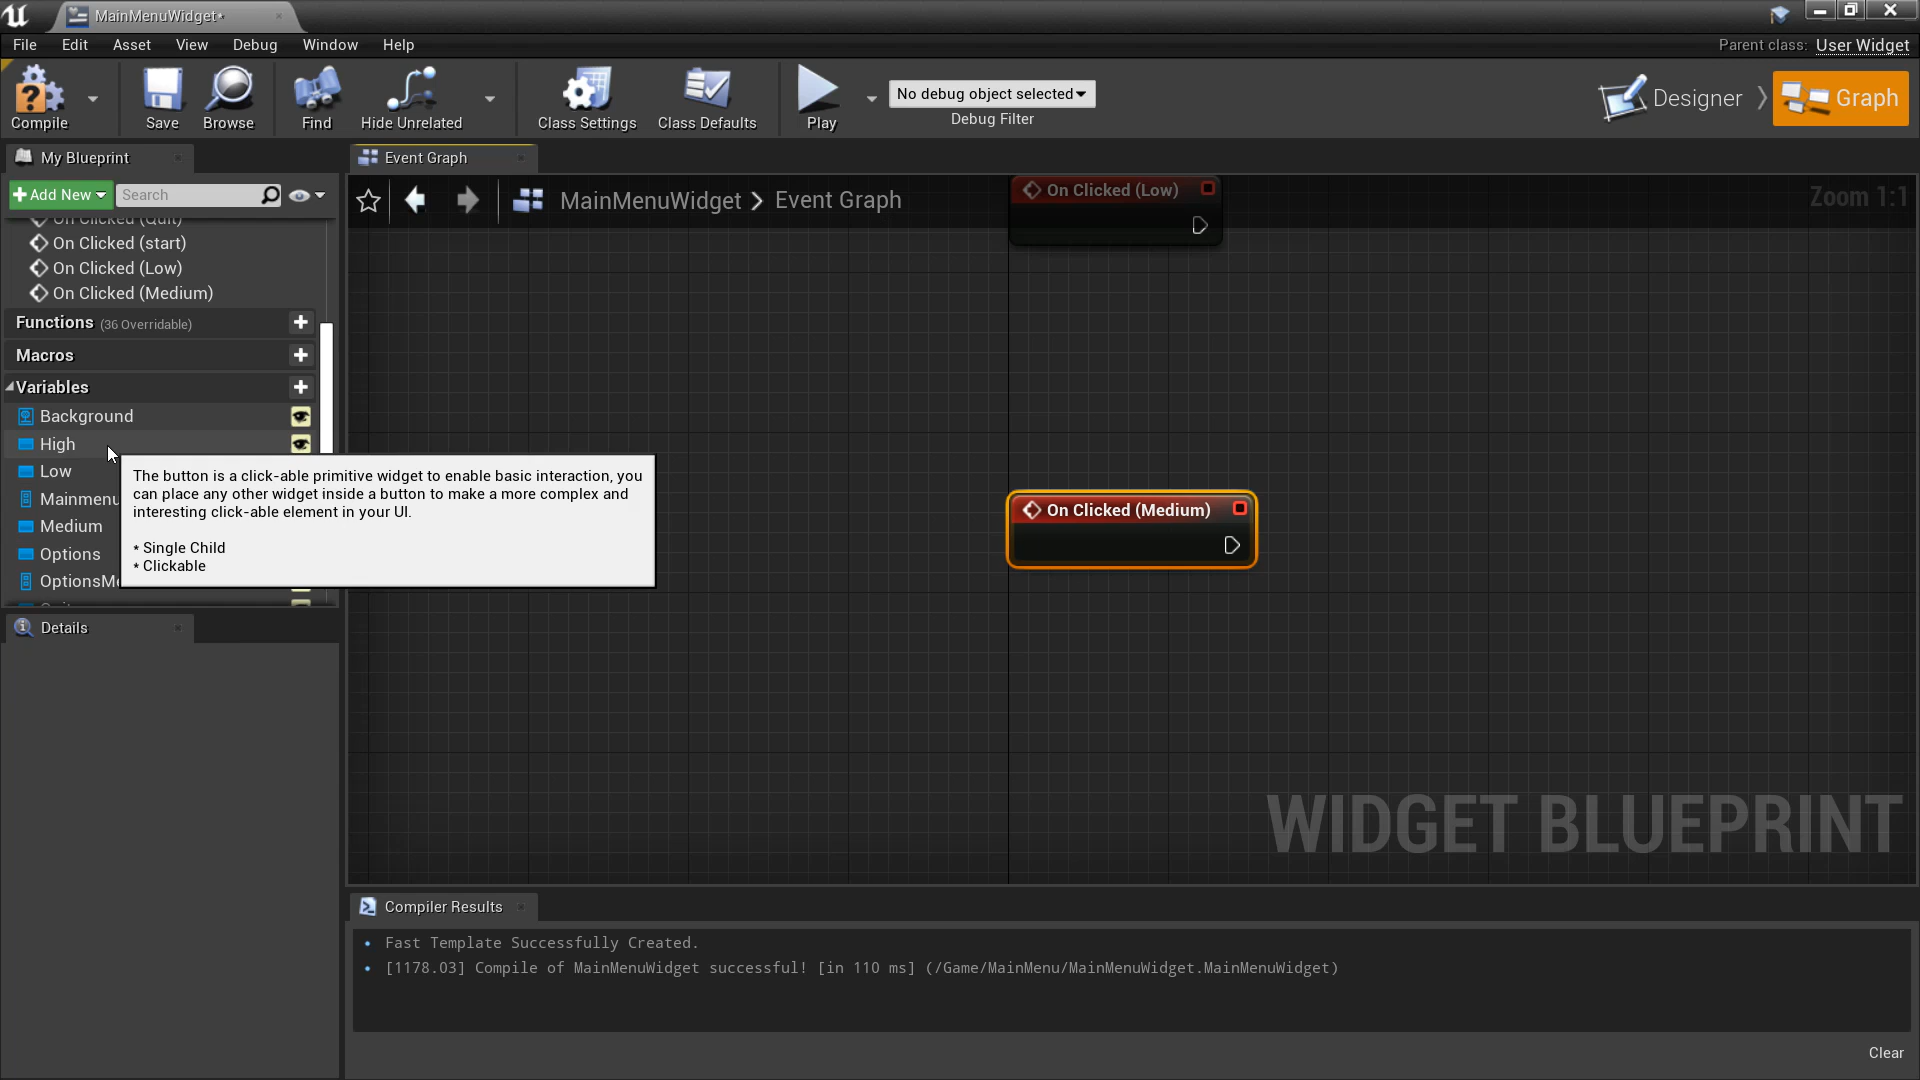 MainMenuWidget*
File Edit Asset View Debug Window Help
Parent class: User Widget
Compile Save Browse Find Hide Unrelated Class Settings Class Defaults Play
No debug object selected
Debug Filter
Designer Graph
My Blueprint
Event Graph
Add New Search
MainMenuWidget > Event Graph
Zoom 1:1
On Clicked (Quit)
On Clicked (start)
On Clicked (Low)
On Clicked (Medium)
Functions (36 Overridable)
Macros
Variables
Background
High
Low
Mainmenu
Medium
Options
OptionsMe
On Clicked (Low)
The button is a click-able primitive widget to enable basic interaction, you
can place any other widget inside a button to make a more complex and
interesting click-able element in your UI.
* Single Child
* Clickable
On Clicked (Medium)
Details
WIDGET BLUEPRINT
Compiler Results
• Fast Template Successfully Created.
• [1178.03] Compile of MainMenuWidget successful! [in 110 ms] (/Game/MainMenu/MainMenuWidget.MainMenuWidget)
Clear